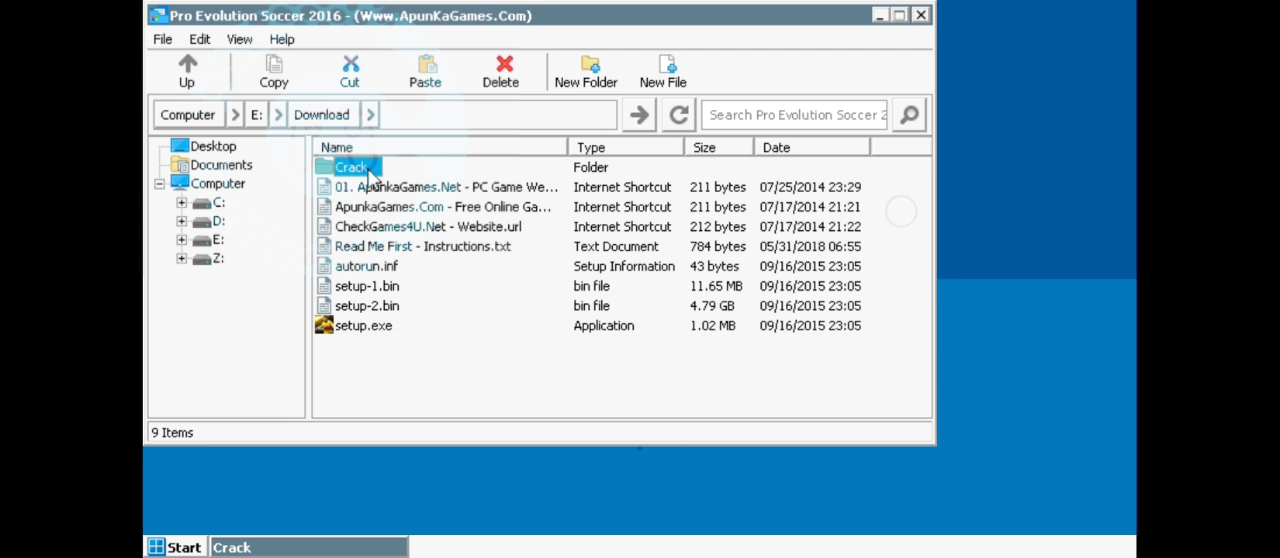 Pro Evolution Soccer 2016 - (Www.ApunKaGames.Com)
File Edit View Help
Up Copy Cut Paste Delete New Folder New File
Computer E: Download Search Pro Evolution Soccer 2
Desktop
Documents
Computer
C:
D:
E:
Z:
Name Type Size Date
Crack Folder
01. ApunkaGames.Net - PC Game We... Internet Shortcut 211 bytes 07/25/2014 23:29
ApunkaGames.Com - Free Online Ga... Internet Shortcut 211 bytes 07/17/2014 21:21
CheckGames4U.Net - Website.url Internet Shortcut 212 bytes 07/17/2014 21:22
Read Me First - Instructions.txt Text Document 784 bytes 05/31/2018 06:55
autorun.inf Setup Information 43 bytes 09/16/2015 23:05
setup-1.bin bin file 11.65 MB 09/16/2015 23:05
setup-2.bin bin file 4.79 GB 09/16/2015 23:05
setup.exe Application 1.02 MB 09/16/2015 23:05
9 Items
Start Crack